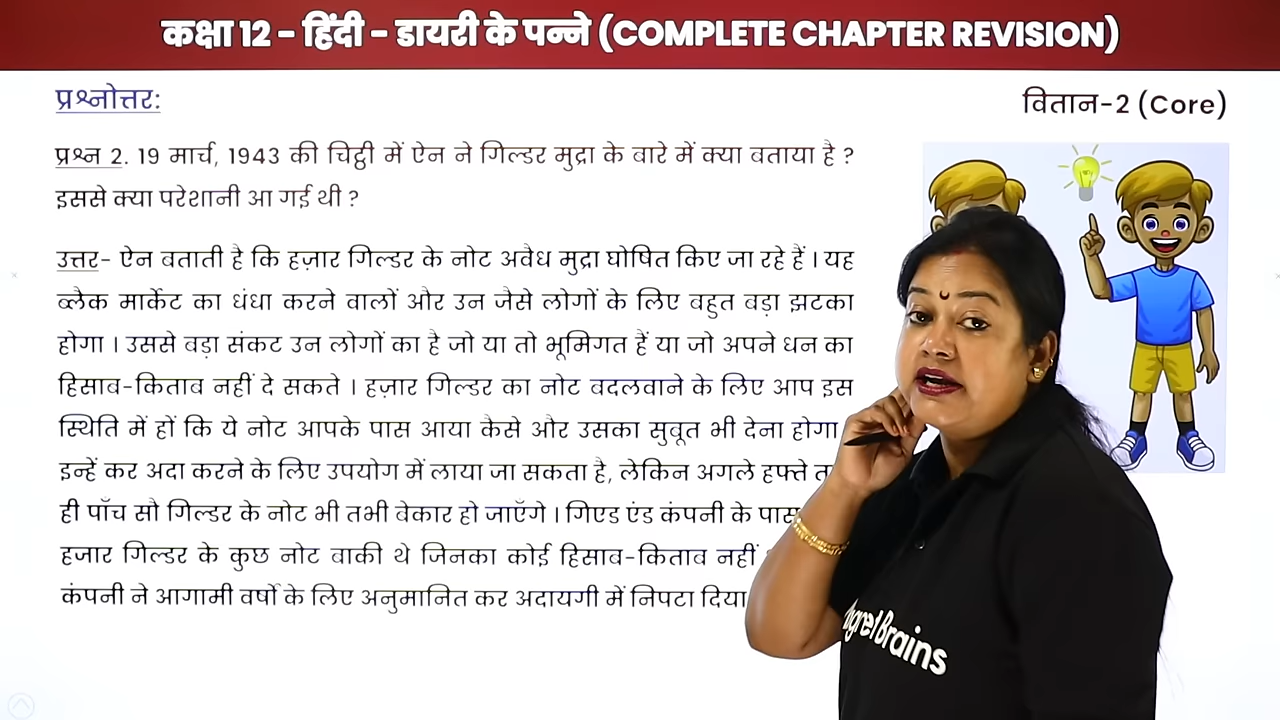 कक्षा 12 - हिंदी - डायरी के पन्ने (COMPLETE CHAPTER REVISION)
प्रश्नोत्तर:
वितान-2 (Core)
प्रश्न 2. 19 मार्च, 1943 की चिट्ठी में ऐन ने गिल्डर मुद्रा के बारे में क्या बताया है ?
इससे क्या परेशानी आ गई थी ?
उत्तर- ऐन बताती है कि हज़ार गिल्डर के नोट अवैध मुद्रा घोषित किए जा रहे हैं । यह
ब्लैक मार्केट का धंधा करने वालों और उन जैसे लोगों के लिए बहुत बड़ा झटका
होगा । उससे बड़ा संकट उन लोगों का है जो या तो भूमिगत हैं या जो अपने धन का
हिसाब-किताब नहीं दे सकते । हज़ार गिल्डर का नोट बदलवाने के लिए आप इस
स्थिति में हों कि ये नोट आपके पास आया कैसे और उसका सुबूत भी देना होगा
इन्हें कर अदा करने के लिए उपयोग में लाया जा सकता है, लेकिन अगले हफ्ते
ही पाँच सौ गिल्डर के नोट भी तभी बेकार हो जाएँगे । गिएड एंड कंपनी के पास
हजार गिल्डर के कुछ नोट बाकी थे जिनका कोई हिसाब-किताब नहीं
कंपनी ने आगामी वर्षों के लिए अनुमानित कर अदायगी में निपटा दिया
Brains